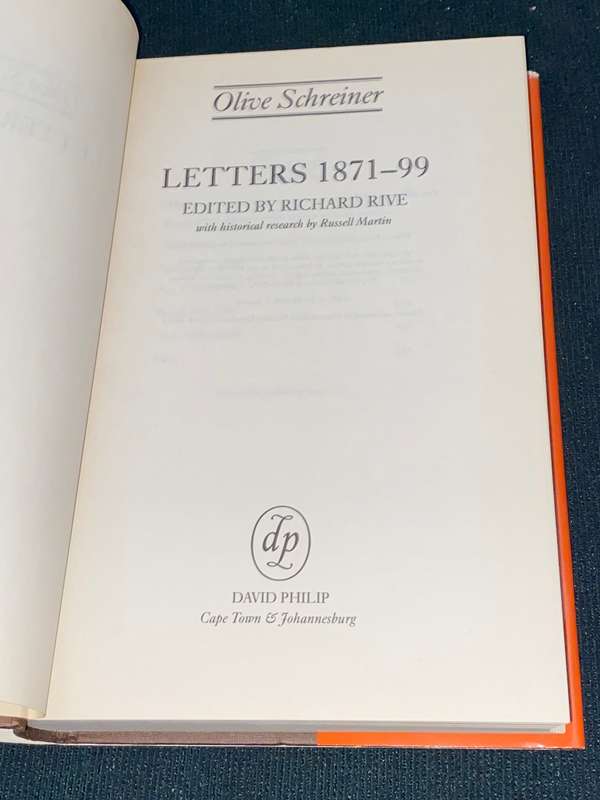 Olive Schreiner
LETTERS 1871–99
EDITED BY RICHARD RIVE
with historical research by Russell Martin
dp
DAVID PHILIP
Cape Town & Johannesburg